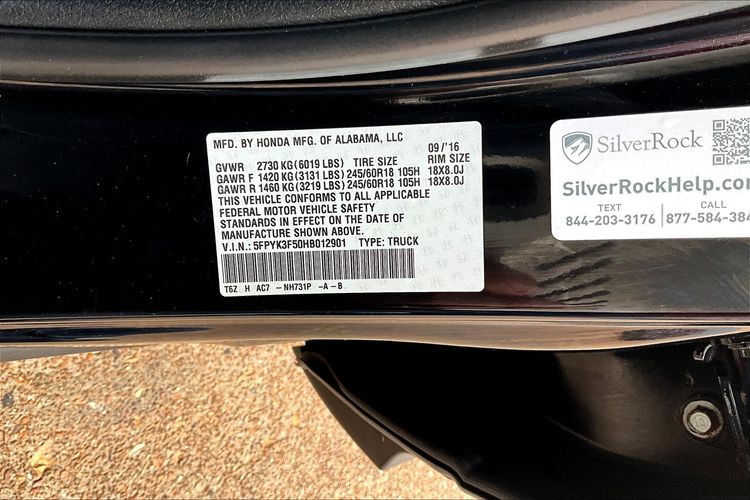 MFD. BY HONDA MFG. OF ALABAMA, LLC
09/'16
GVWR 2730 KG(6019 LBS) TIRE SIZE RIM SIZE
GAWR F 1420 KG(3131 LBS)245/60R18 105H 18X8.0J
GAWR R 1460 KG(3219 LBS)245/60R18 105H 18X8.0J
THIS VEHICLE CONFORMS TO ALL APPLICABLE
FEDERAL MOTOR VEHICLE SAFETY
STANDARDS IN EFFECT ON THE DATE OF
MANUFACTURE SHOWN ABOVE.
V.I.N.: 5FPYK3F50HB012901 TYPE: TRUCK
T6Z H AC7 -NH731P -A-B
SilverRock
SilverRockHelp.co
TEXT CALL
844-203-3176 877-584-384